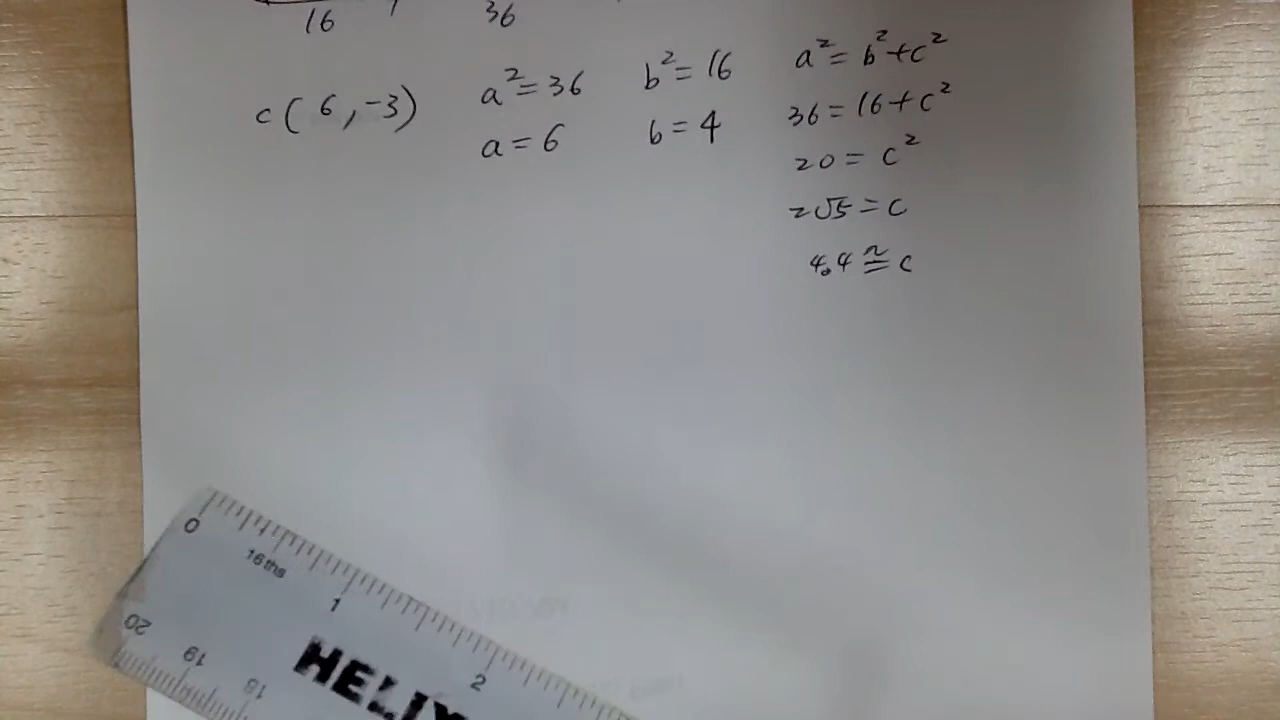 16 36
c(6,-3) a²=36 b²=16 a²=b²+c²
a=6 b=4 36=16+c²
20=c²
2√5=c
4.4≅c
0 1 2
16ths
20 19 18
HELIX